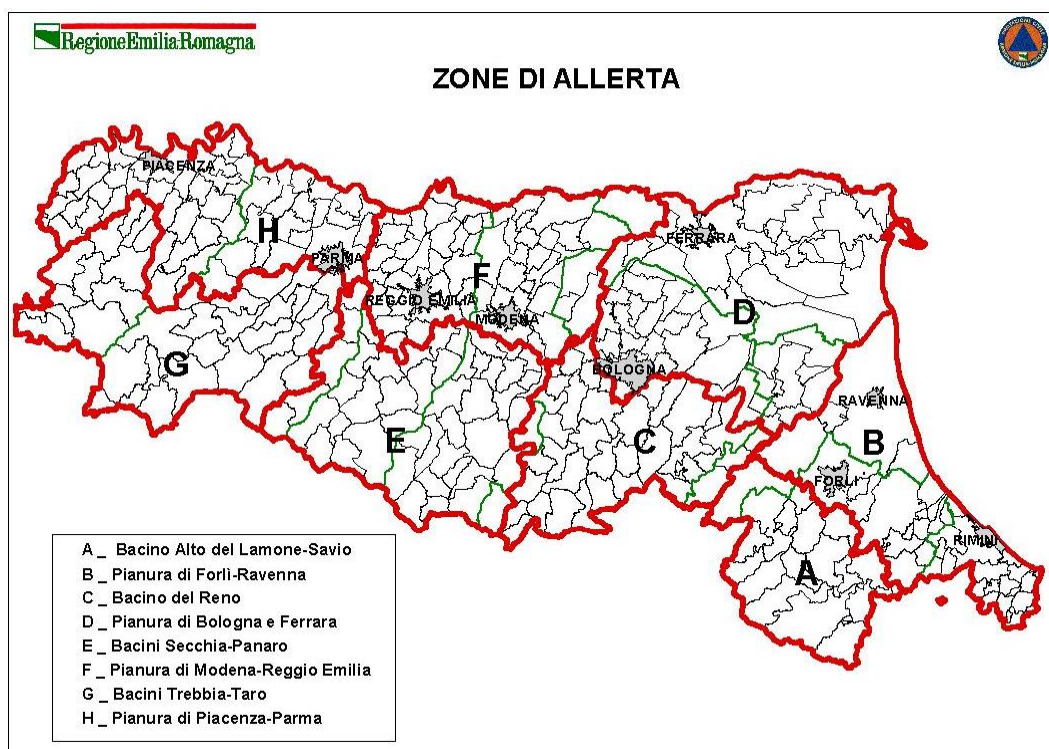 RegioneEmilia-Romagna
ZONE DI ALLERTA
PIACENZA
H
PARMA
FERRARA
F
REGGIO EMILIA
MODENA
D
G
BOLOGNA
RAVENNA
E
C
B
FORLI'
RIMINI
A
A _ Bacino Alto del Lamone-Savio
B _ Pianura di Forlì-Ravenna
C _ Bacino del Reno
D _ Pianura di Bologna e Ferrara
E _ Bacini Secchia-Panaro
F _ Pianura di Modena-Reggio Emilia
G _ Bacini Trebbia-Taro
H _ Pianura di Piacenza-Parma